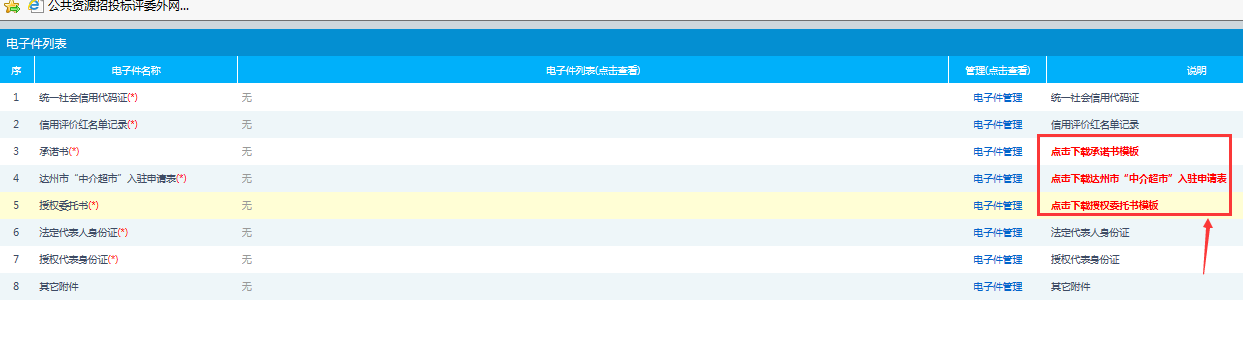 公共资源招投标评委外网...
电子件列表
序 电子件名称 电子件列表(点击查看) 管理(点击查看) 说明
1 统一社会信用代码证(*) 无 电子件管理 统一社会信用代码证
2 信用评价红名单记录(*) 无 电子件管理 信用评价红名单记录
3 承诺书(*) 无 电子件管理 点击下载承诺书模板
4 达州市“中介超市”入驻申请表(*) 无 电子件管理 点击下载达州市“中介超市”入驻申请表
5 授权委托书(*) 无 电子件管理 点击下载授权委托书模板
6 法定代表人身份证(*) 无 电子件管理 法定代表人身份证
7 授权代表身份证(*) 无 电子件管理 授权代表身份证
8 其它附件 无 电子件管理 其它附件